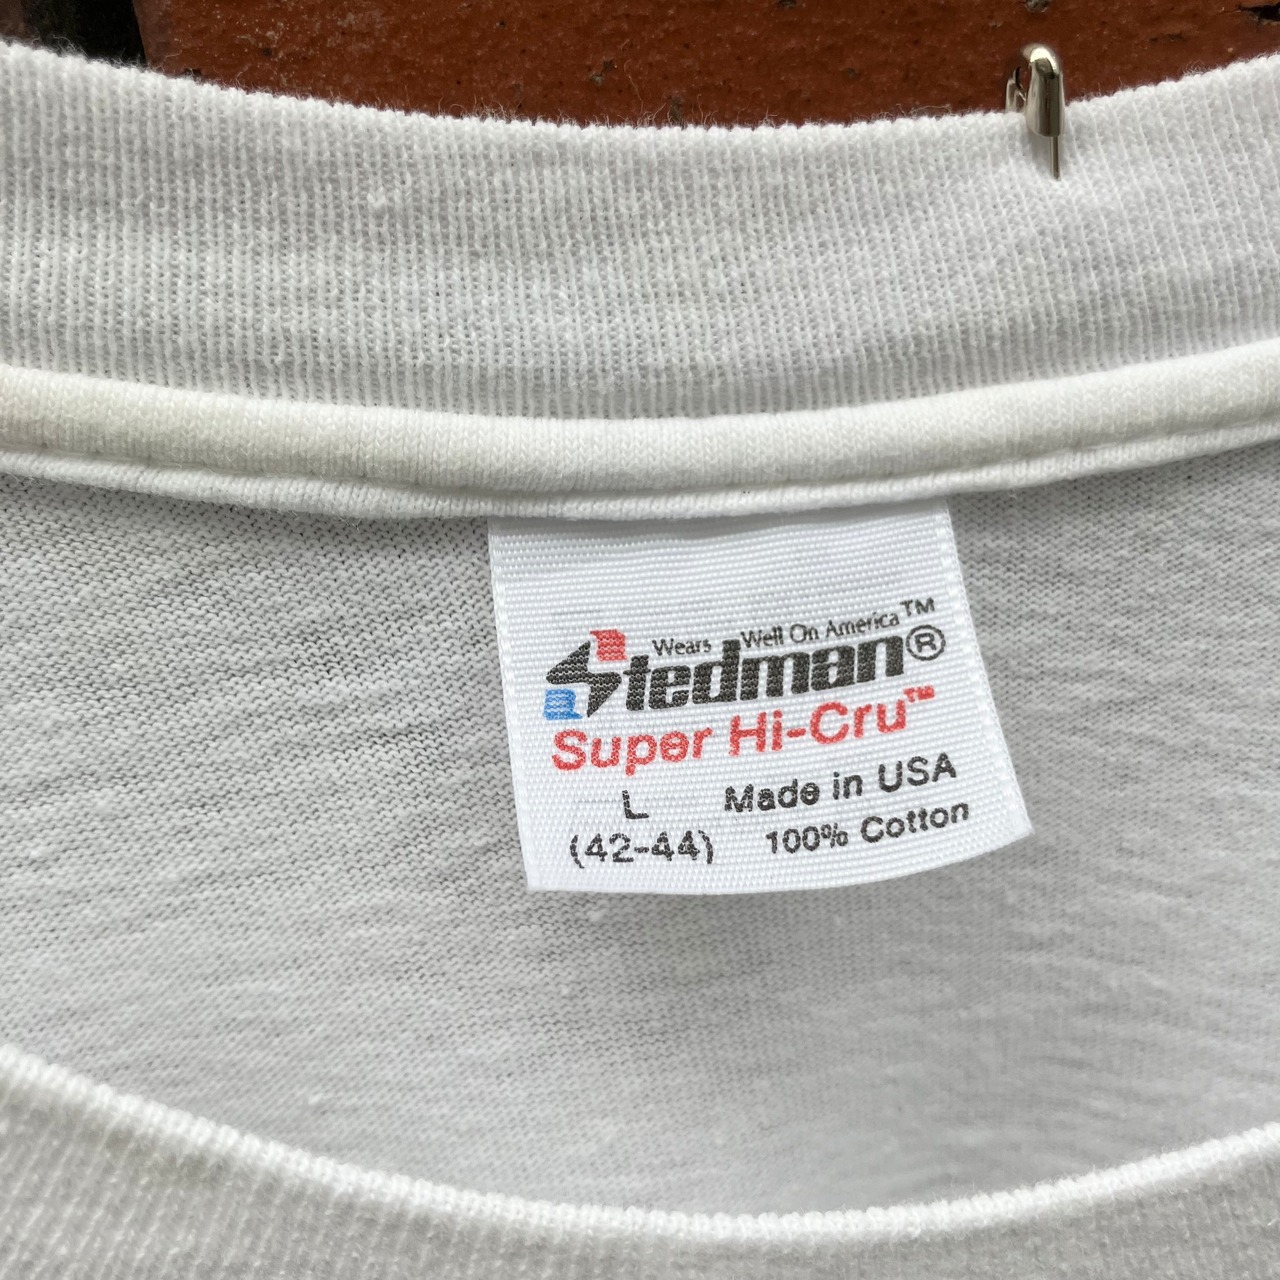 Wears Well On America™
Stedman®
Super Hi-Cru™
L Made in USA
(42-44) 100% Cotton